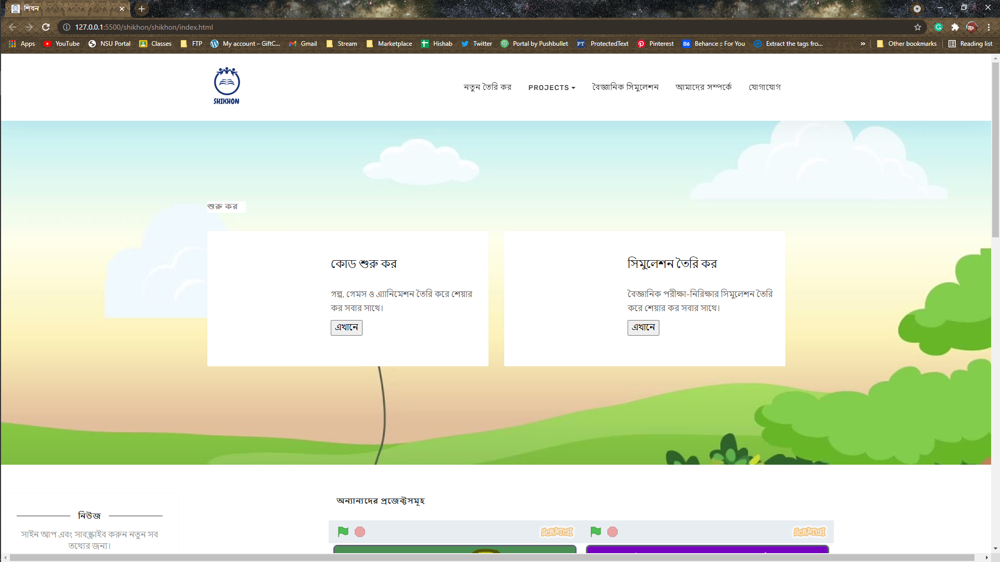 শিখন
127.0.0.1:5500/shikhon/shikhon/index.html
Apps YouTube NSU Portal Classes FTP My account – GiftC... Gmail Stream Marketplace Hishab Twitter Portal by Pushbullet PT ProtectedText Pinterest Bē Behance :: For You Extract the tags fro... » Other bookmarks Reading list
SHIKHON
নতুন তৈরি কর PROJECTS বৈজ্ঞানিক সিমুলেশন আমাদের সম্পর্কে যোগাযোগ
শুরু কর
কোড শুরু কর
গল্প, গেমস ও এ্যানিমেশন তৈরি করে শেয়ার
কর সবার সাথে।
এখানে
সিমুলেশন তৈরি কর
বৈজ্ঞানিক পরীক্ষা-নিরিক্ষার সিমুলেশন তৈরি
করে শেয়ার কর সবার সাথে।
এখানে
অন্যান্যদের প্রজেক্টসমূহ
নিউজ
সাইন আপ এবং সাবস্ক্রাইব করুন নতুন সব
তথ্যের জন্য।
SCRATCH SCRATCH